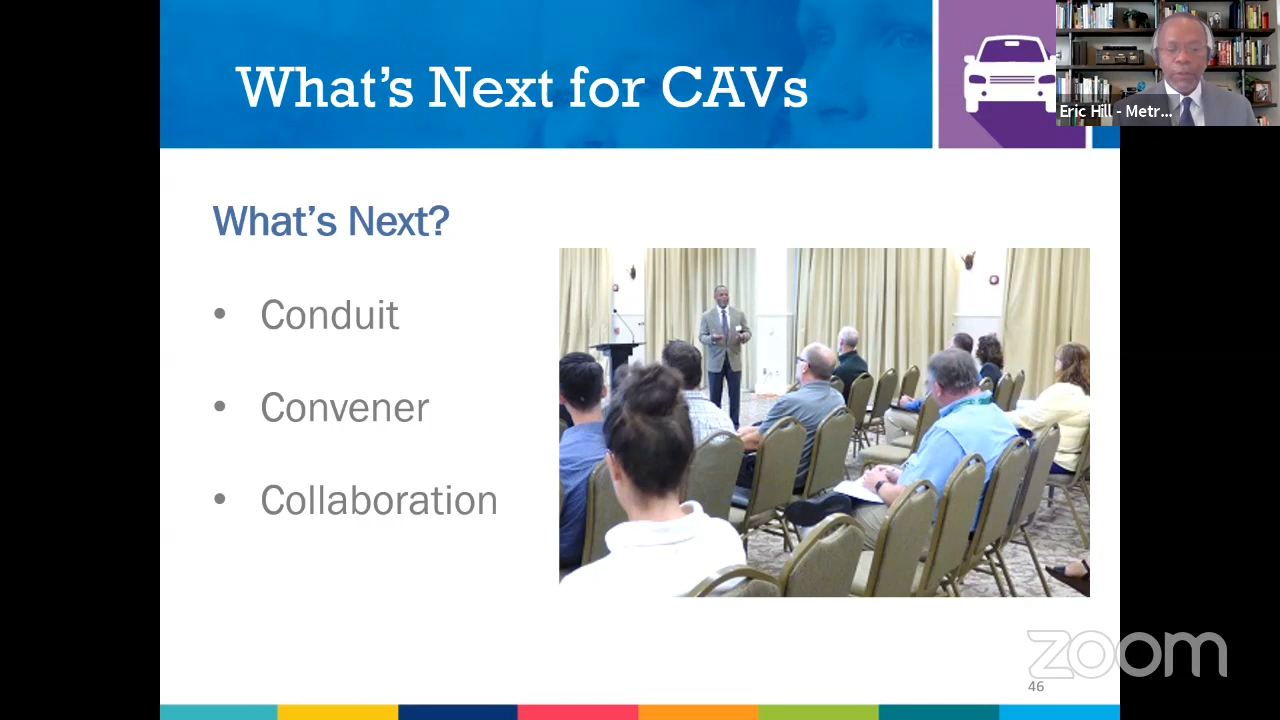 What's Next for CAVs
Eric Hill - Metr...
What's Next?
• Conduit
• Convener
• Collaboration
zoom
46